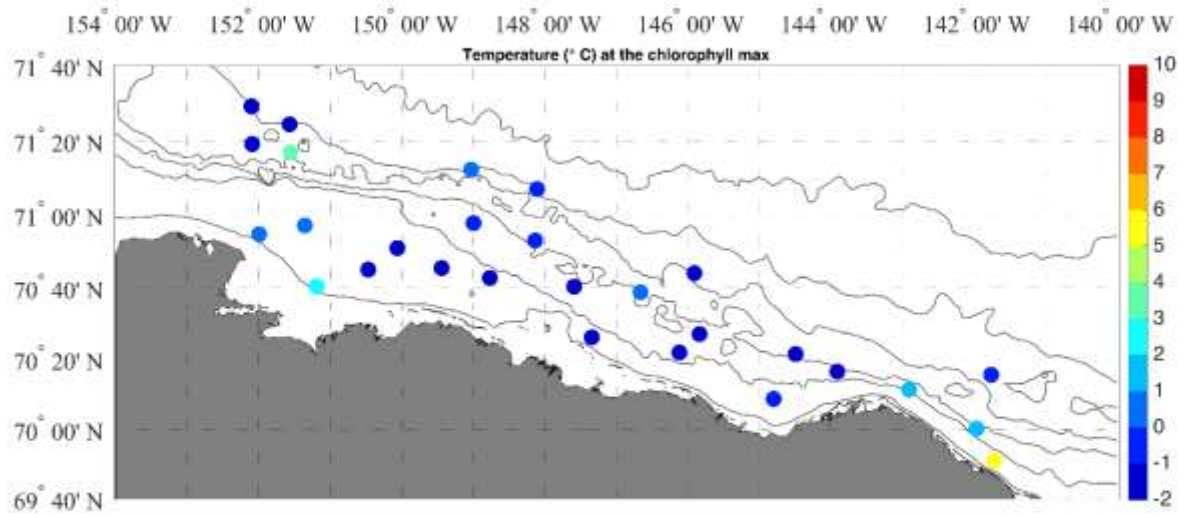 154° 00' W 152° 00' W 150° 00' W 148° 00' W 146° 00' W 144° 00' W 142° 00' W 140° 00' W
Temperature (° C) at the chlorophyll max
71° 40' N
71° 20' N
71° 00' N
70° 40' N
70° 20' N
70° 00' N
69° 40' N
10
9
8
7
6
5
4
3
2
1
0
-1
-2